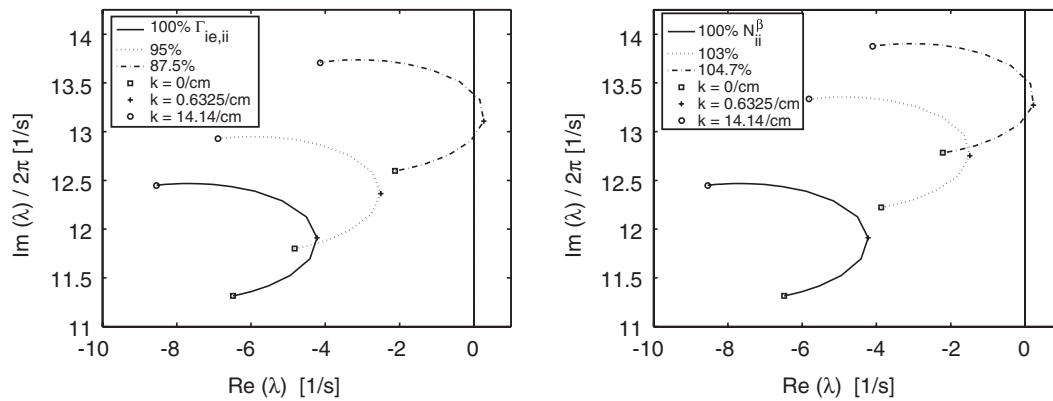 14
13.5
13
12.5
12
11.5
11
-10
-8
-6
-4
-2
0
Im (λ) / 2π [1/s]
Re (λ) [1/s]
100% Γie,ii
95%
87.5%
k = 0/cm
k = 0.6325/cm
k = 14.14/cm
14
13.5
13
12.5
12
11.5
11
-10
-8
-6
-4
-2
0
Im (λ) / 2π [1/s]
Re (λ) [1/s]
100% Niiβ
103%
104.7%
k = 0/cm
k = 0.6325/cm
k = 14.14/cm